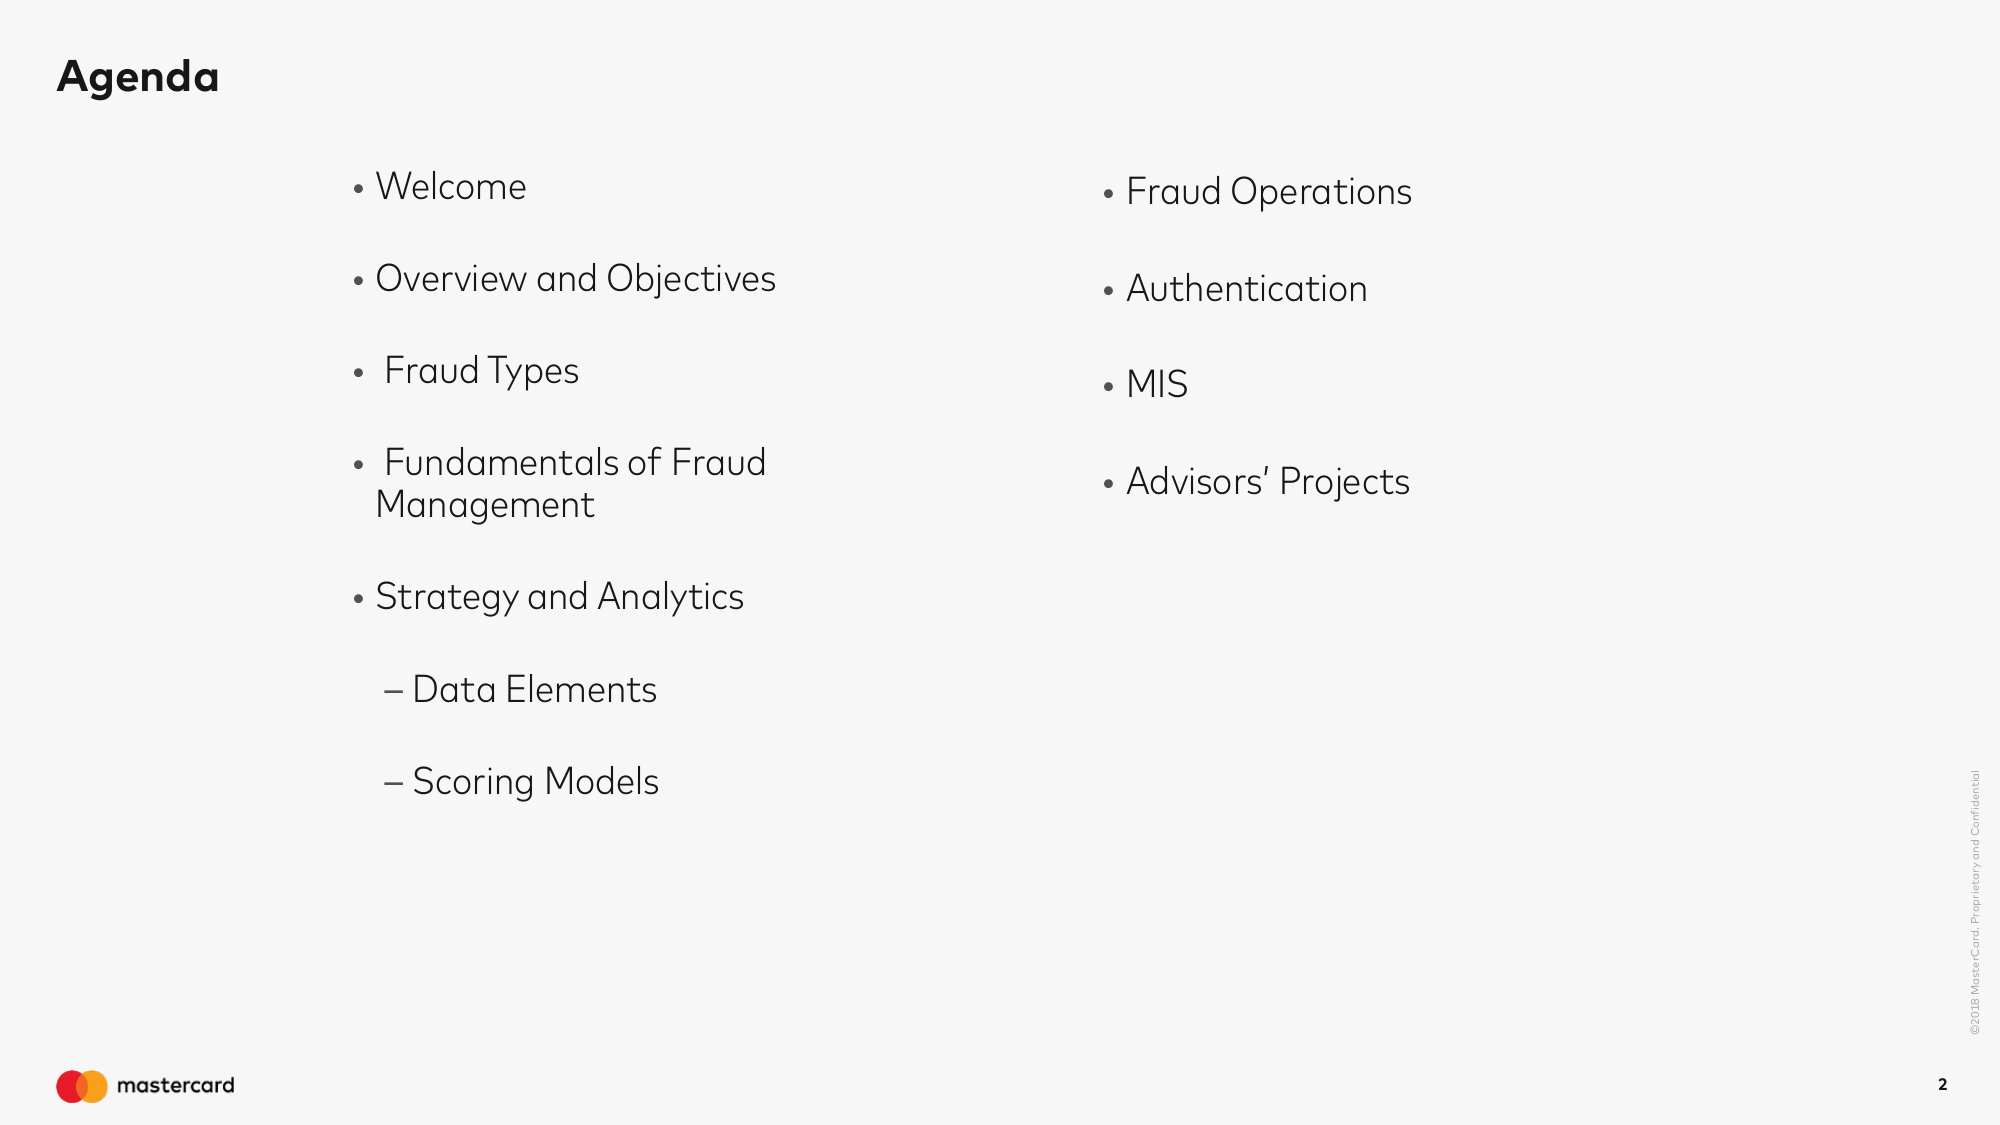 Agenda
• Welcome
• Overview and Objectives
• Fraud Types
• Fundamentals of Fraud
Management
• Strategy and Analytics
– Data Elements
– Scoring Models
• Fraud Operations
• Authentication
• MIS
• Advisors’ Projects
©2018 MasterCard. Proprietary and Confidential
mastercard
2